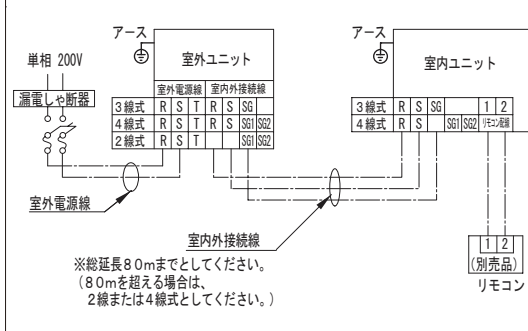 アース
アース
単相 200V
室外ユニット
室内ユニット
漏電しゃ断器
室外電源線 室内外接続線
3線式 R S T R S SG
4線式 R S T R S SG1 SG2
2線式 R S T SG1 SG2
3線式 R S SG 1 2
4線式 R S SG1 SG2 リモコン配線
室外電源線
室内外接続線
※総延長80mまでとしてください。
(80mを超える場合は、
2線または4線式としてください。)
1 2
(別売品)
リモコン